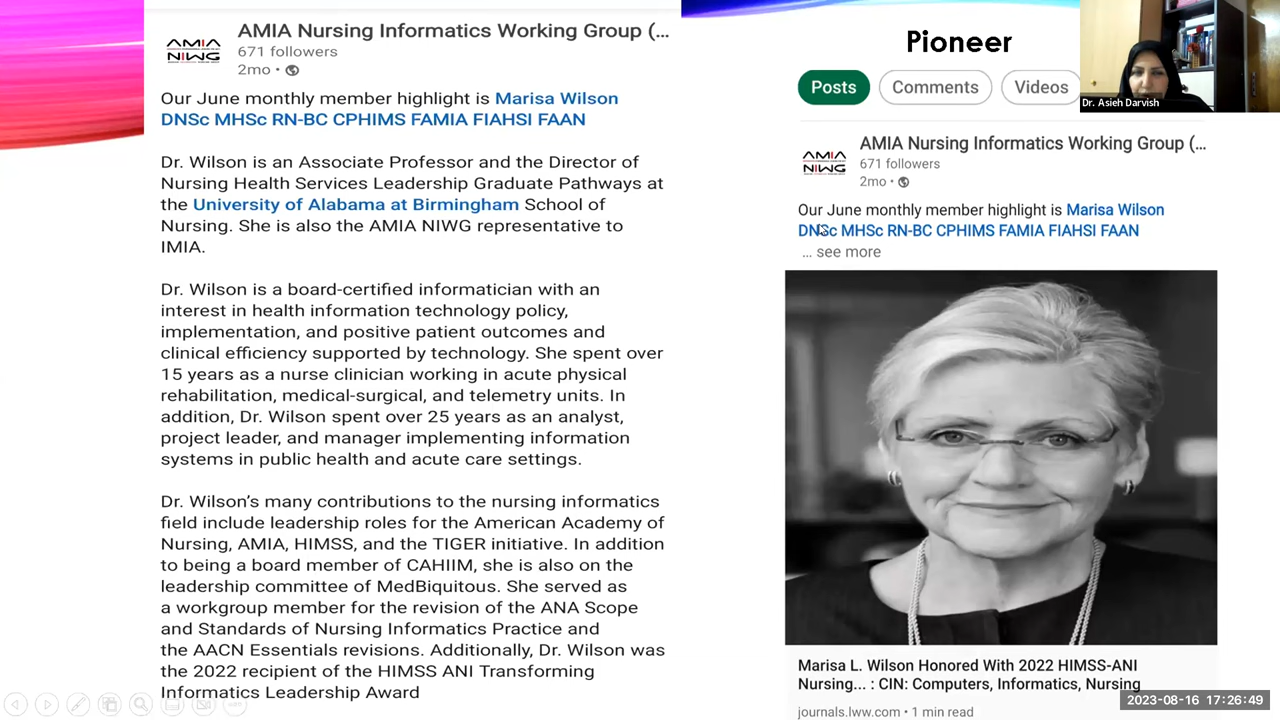 AMIA Nursing Informatics Working Group (...
AMIA
NIWG
671 followers
2mo •
Our June monthly member highlight is Marisa Wilson
DNSc MHSc RN-BC CPHIMS FAMIA FIAHSI FAAN
Dr. Wilson is an Associate Professor and the Director of
Nursing Health Services Leadership Graduate Pathways at
the University of Alabama at Birmingham School of
Nursing. She is also the AMIA NIWG representative to
IMIA.
Dr. Wilson is a board-certified informatician with an
interest in health information technology policy,
implementation, and positive patient outcomes and
clinical efficiency supported by technology. She spent over
15 years as a nurse clinician working in acute physical
rehabilitation, medical-surgical, and telemetry units. In
addition, Dr. Wilson spent over 25 years as an analyst,
project leader, and manager implementing information
systems in public health and acute care settings.
Dr. Wilson's many contributions to the nursing informatics
field include leadership roles for the American Academy of
Nursing, AMIA, HIMSS, and the TIGER initiative. In addition
to being a board member of CAHIIM, she is also on the
leadership committee of MedBiquitous. She served as
a workgroup member for the revision of the ANA Scope
and Standards of Nursing Informatics Practice and
the AACN Essentials revisions. Additionally, Dr. Wilson was
the 2022 recipient of the HIMSS ANI Transforming
Informatics Leadership Award
Pioneer
Posts
Comments
Videos
Dr. Asieh Darvish
AMIA Nursing Informatics Working Group (...
AMIA
NIWG
671 followers
2mo •
Our June monthly member highlight is Marisa Wilson
DNSc MHSc RN-BC CPHIMS FAMIA FIAHSI FAAN
... see more
Marisa L. Wilson Honored With 2022 HIMSS-ANI
Nursing... : CIN: Computers, Informatics, Nursing
journals.lww.com • 1 min read
2023-08-16 17:26:49